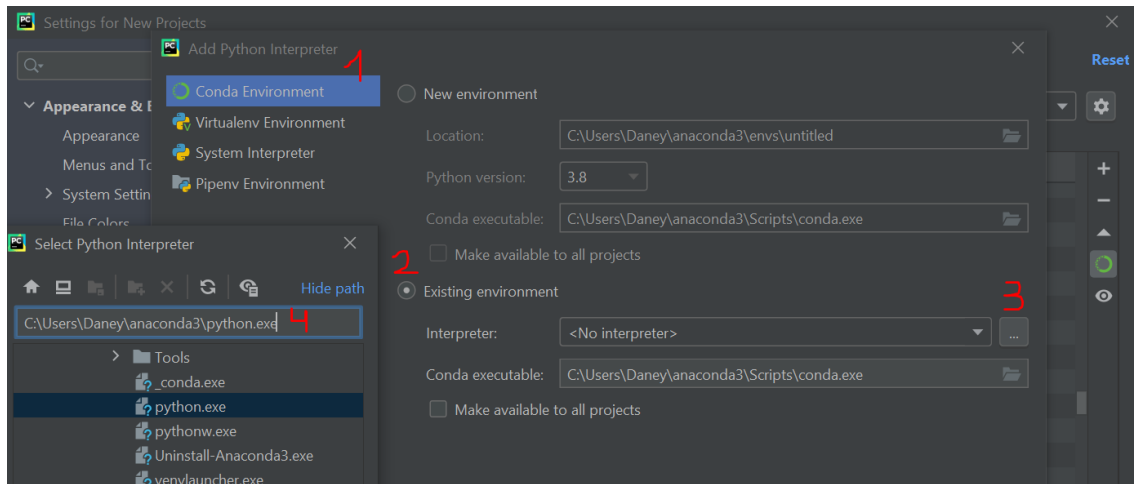 Settings for New Projects
Add Python Interpreter
1
Reset
Conda Environment
Virtualenv Environment
System Interpreter
Pipenv Environment
Appearance & B
Appearance
Menus and To
System Settin
File Colors
New environment
Location: C:\Users\Daney\anaconda3\envs\untitled
Python version: 3.8
Conda executable: C:\Users\Daney\anaconda3\Scripts\conda.exe
Make available to all projects
2
Existing environment
3
Interpreter: <No interpreter> ...
Conda executable: C:\Users\Daney\anaconda3\Scripts\conda.exe
Make available to all projects
Select Python Interpreter
Hide path
C:\Users\Daney\anaconda3\python.exe 4
Tools
_conda.exe
python.exe
pythonw.exe
Uninstall-Anaconda3.exe
venvlauncher.exe